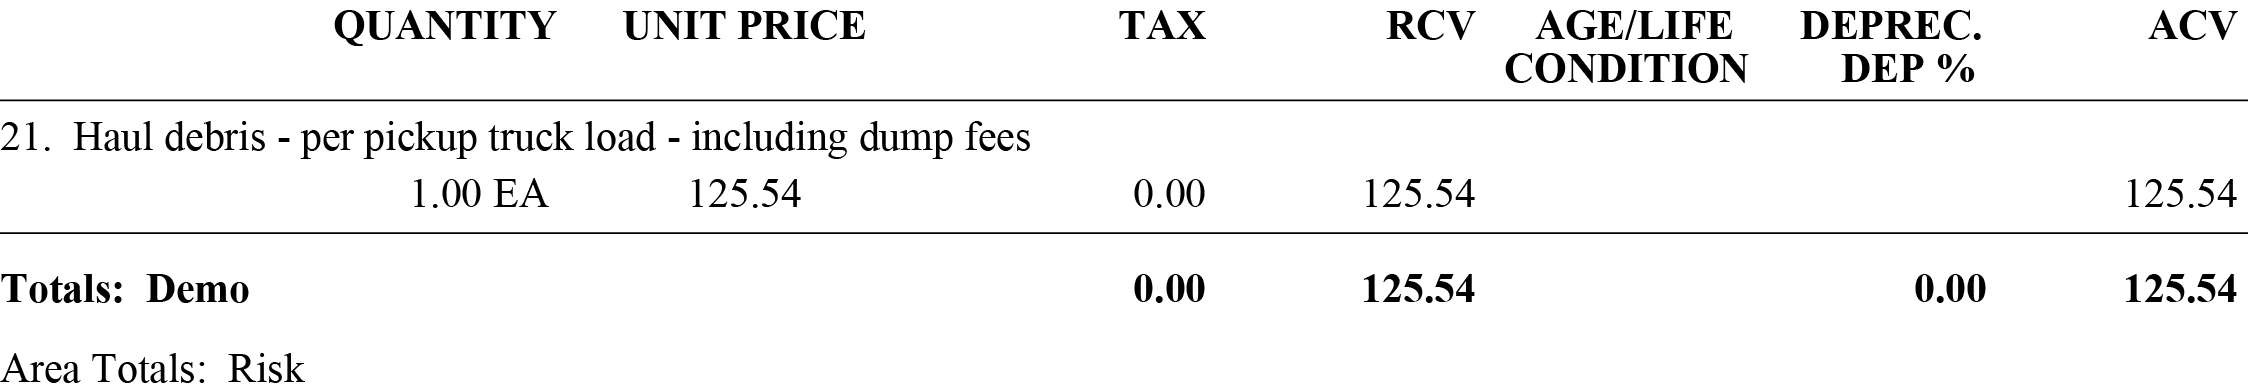 QUANTITY UNIT PRICE TAX RCV AGE/LIFE DEPREC. ACV
CONDITION DEP %
21. Haul debris - per pickup truck load - including dump fees
1.00 EA 125.54 0.00 125.54 125.54
Totals: Demo 0.00 125.54 0.00 125.54
Area Totals: Risk